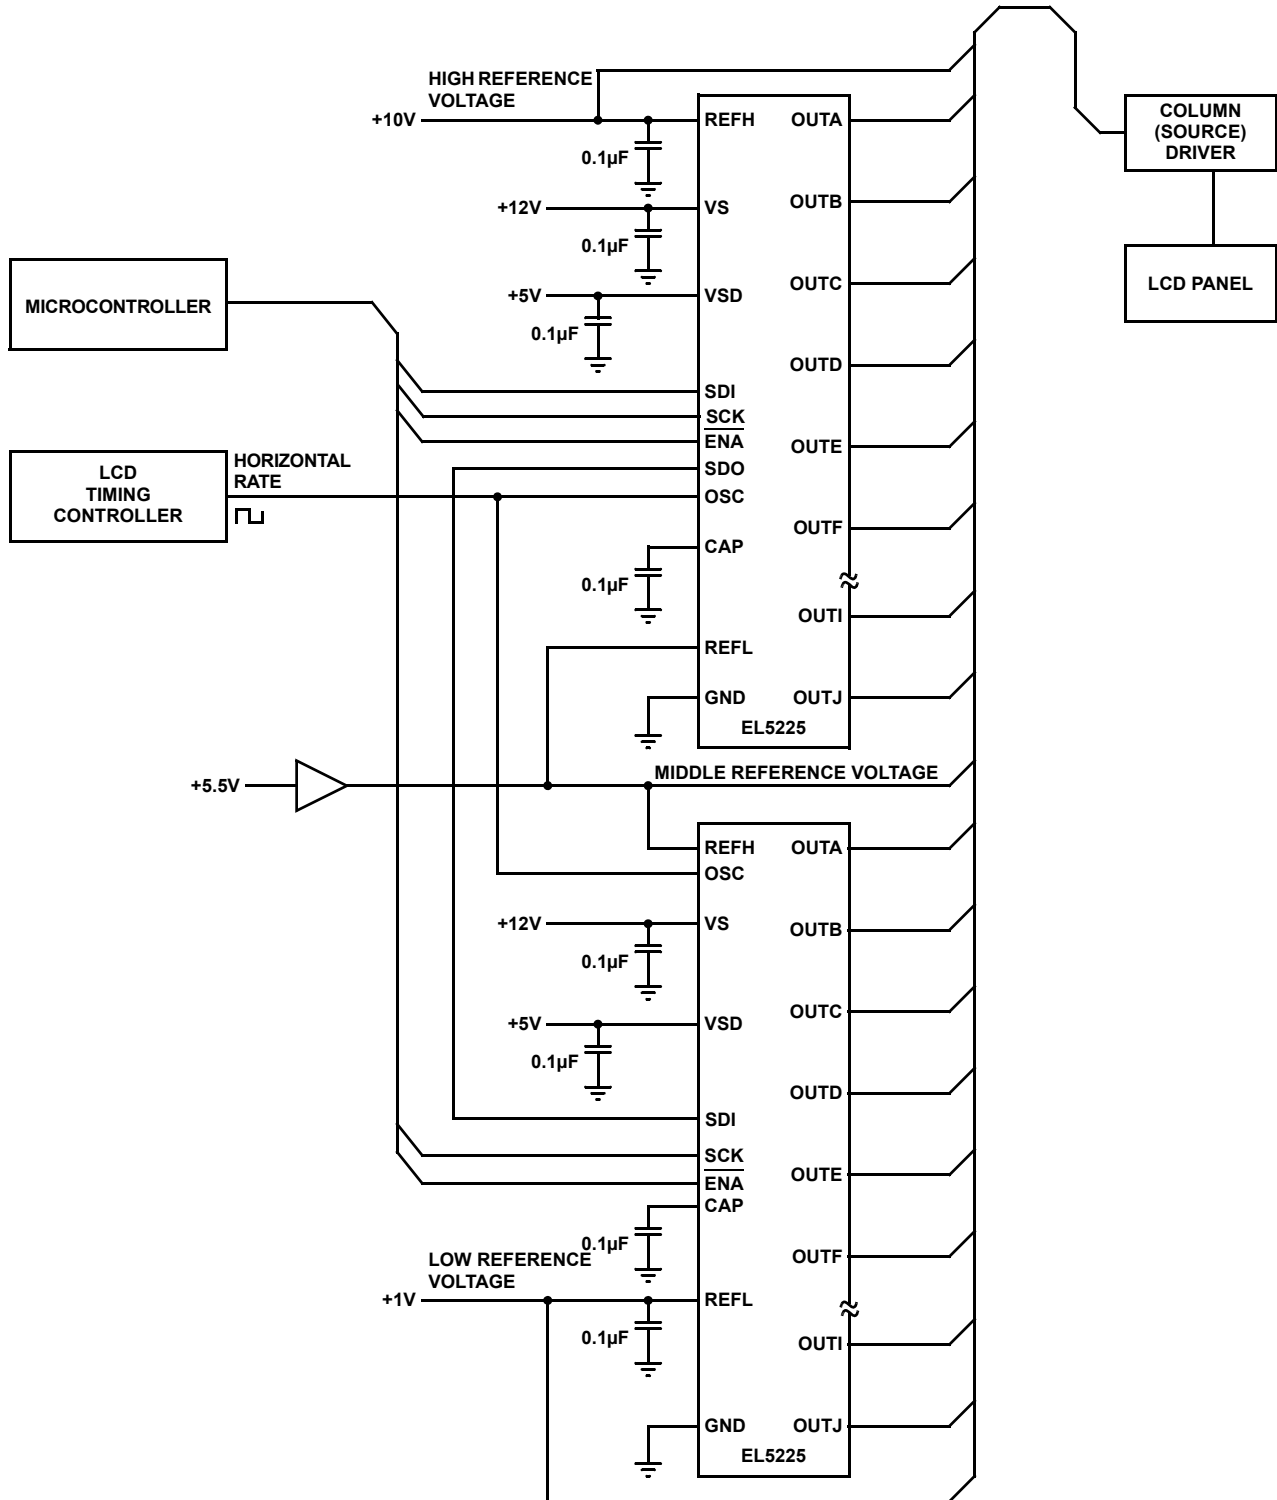 HIGH REFERENCE
VOLTAGE
+10V
REFH
OUTA
0.1µF
+12V
VS
OUTB
0.1µF
+5V
VSD
OUTC
0.1µF
OUTD
COLUMN
(SOURCE)
DRIVER
LCD PANEL
MICROCONTROLLER
SDI
SCK
ENA
OUTE
SDO
LCD
TIMING
CONTROLLER
HORIZONTAL
RATE
OSC
OUTF
CAP
0.1µF
OUTI
REFL
GND
OUTJ
EL5225
+5.5V
MIDDLE REFERENCE VOLTAGE
REFH
OUTA
OSC
+12V
VS
OUTB
0.1µF
+5V
VSD
OUTC
0.1µF
OUTD
SDI
SCK
ENA
OUTE
CAP
0.1µF
OUTF
LOW REFERENCE
VOLTAGE
+1V
REFL
0.1µF
OUTI
GND
OUTJ
EL5225